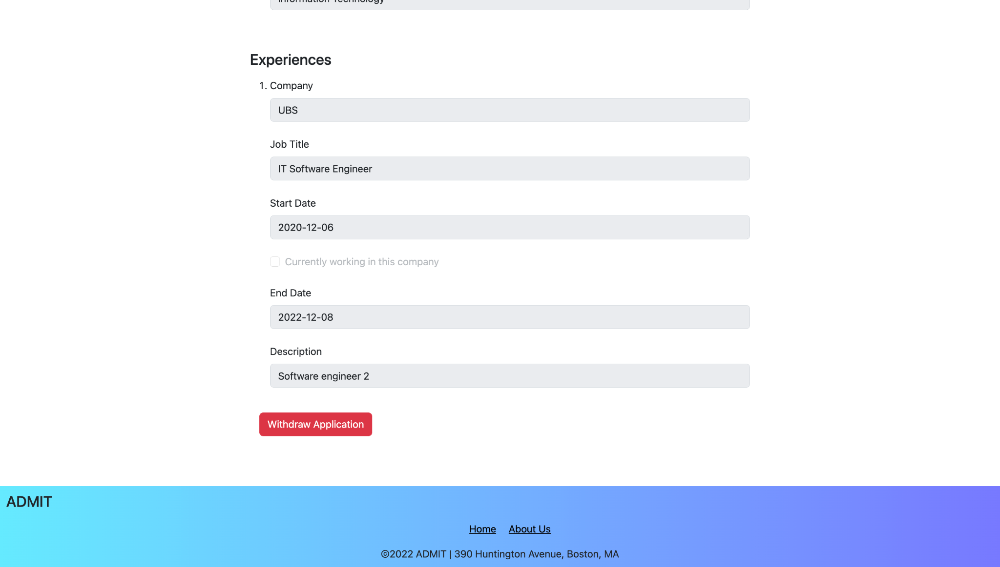 Information Technology
Experiences
1. Company
UBS
Job Title
IT Software Engineer
Start Date
2020-12-06
Currently working in this company
End Date
2022-12-08
Description
Software engineer 2
Withdraw Application
ADMIT
Home About Us
©2022 ADMIT | 390 Huntington Avenue, Boston, MA